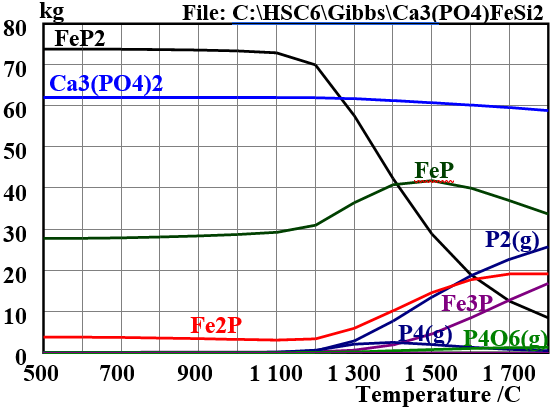 kg
File: C:\HSC6\Gibbs\Ca3(PO4)FeSi2
80
FeP2
70
Ca3(PO4)2
60
50
FeP
40
30
P2(g)
20
Fe3P
10
Fe2P
P4(g)
P4O6(g)
0
500 700 900 1 100 1 300 1 500 1 700
Temperature /C